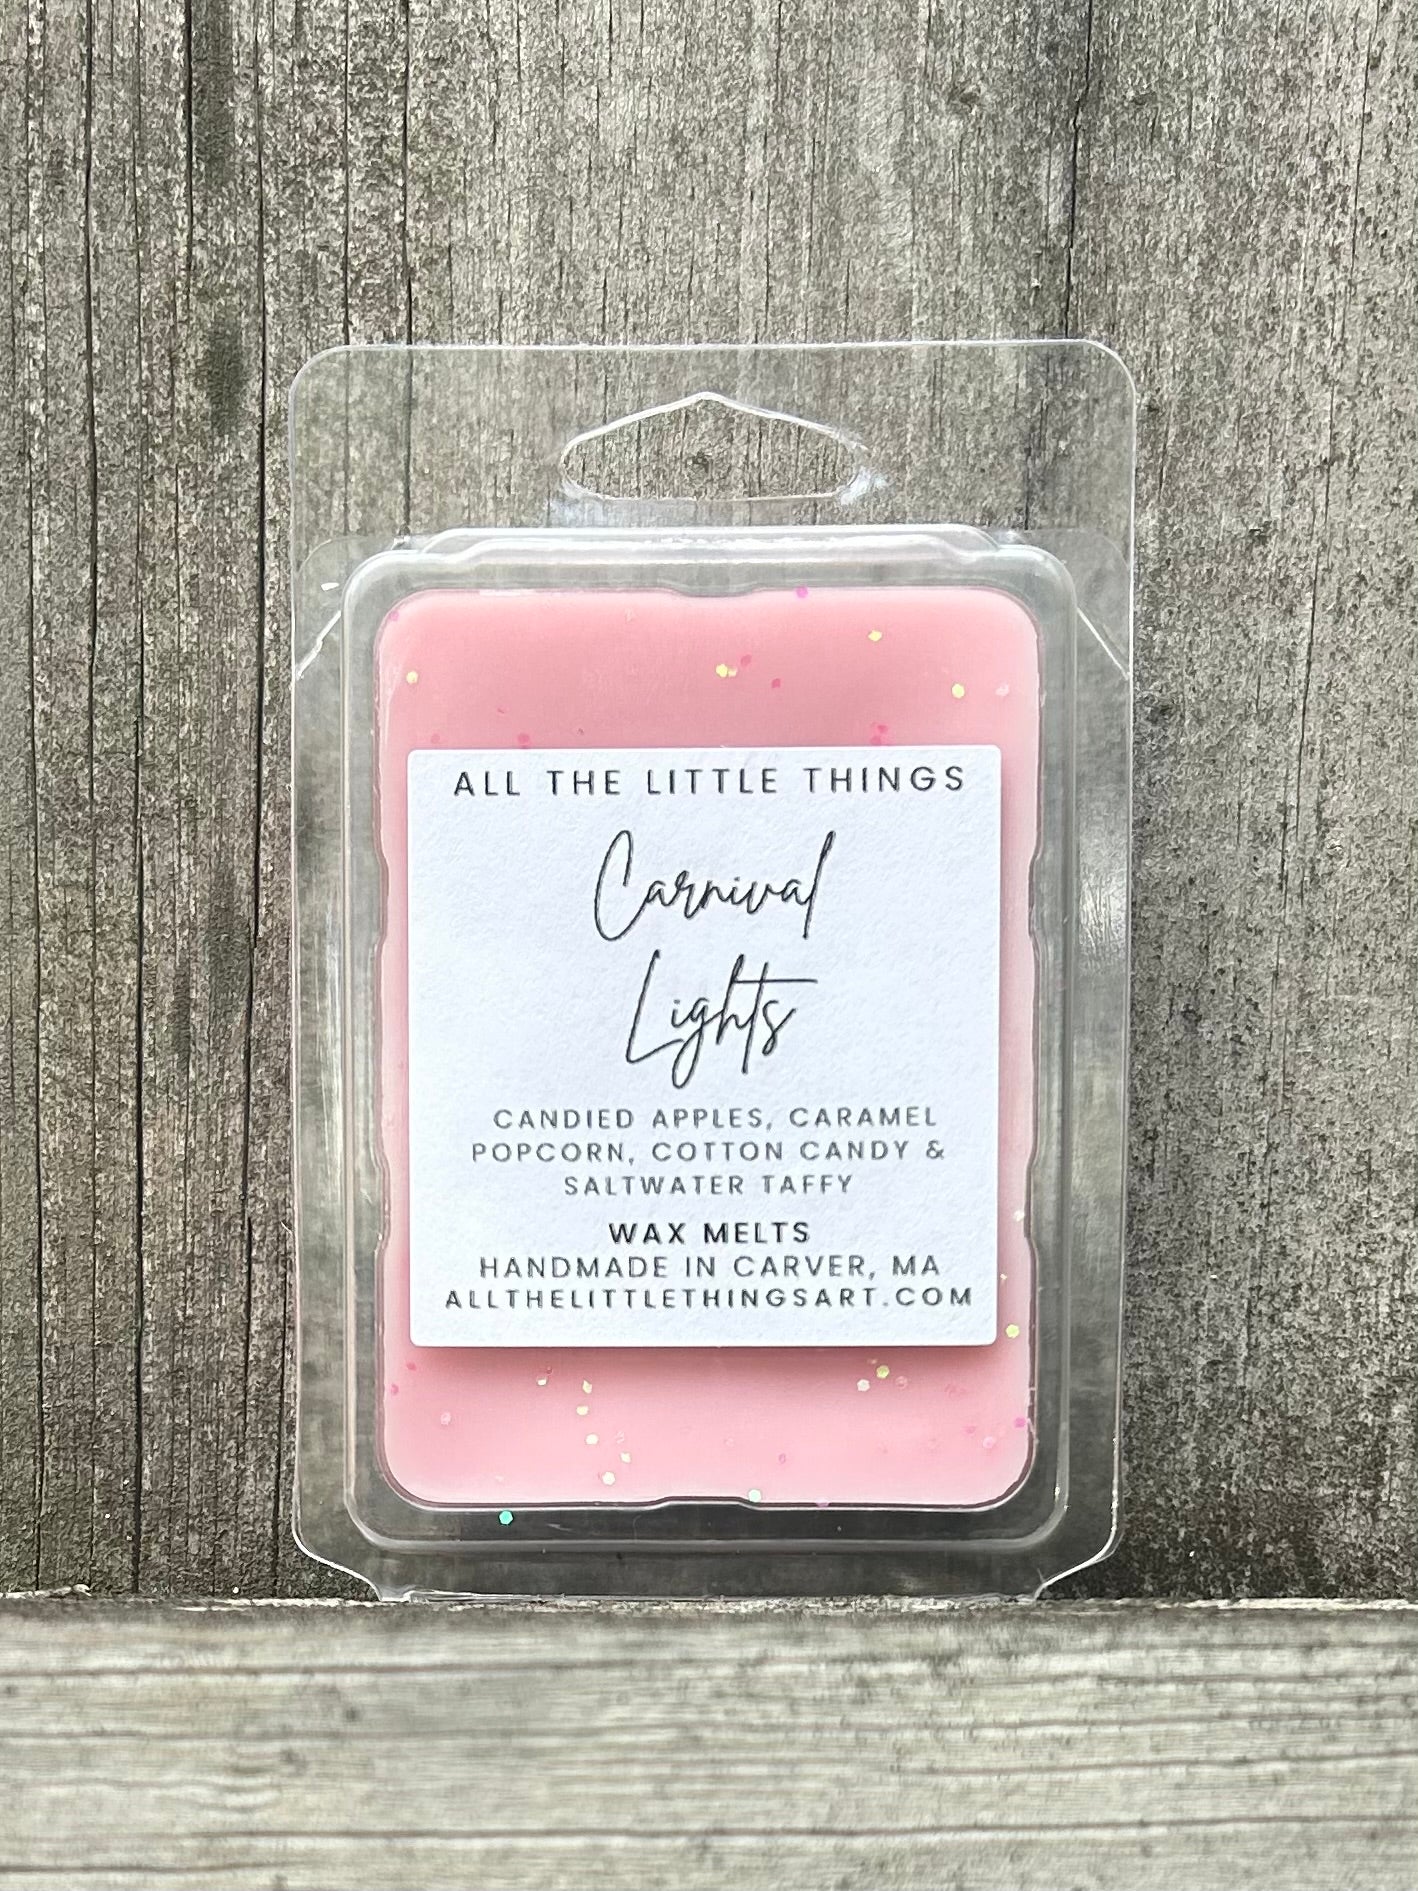 ALL THE LITTLE THINGS
Carnival
Lights
CANDIED APPLES, CARAMEL
POPCORN, COTTON CANDY &
SALTWATER TAFFY
WAX MELTS
HANDMADE IN CARVER, MA
ALLTHELITTLETHINGSART.COM